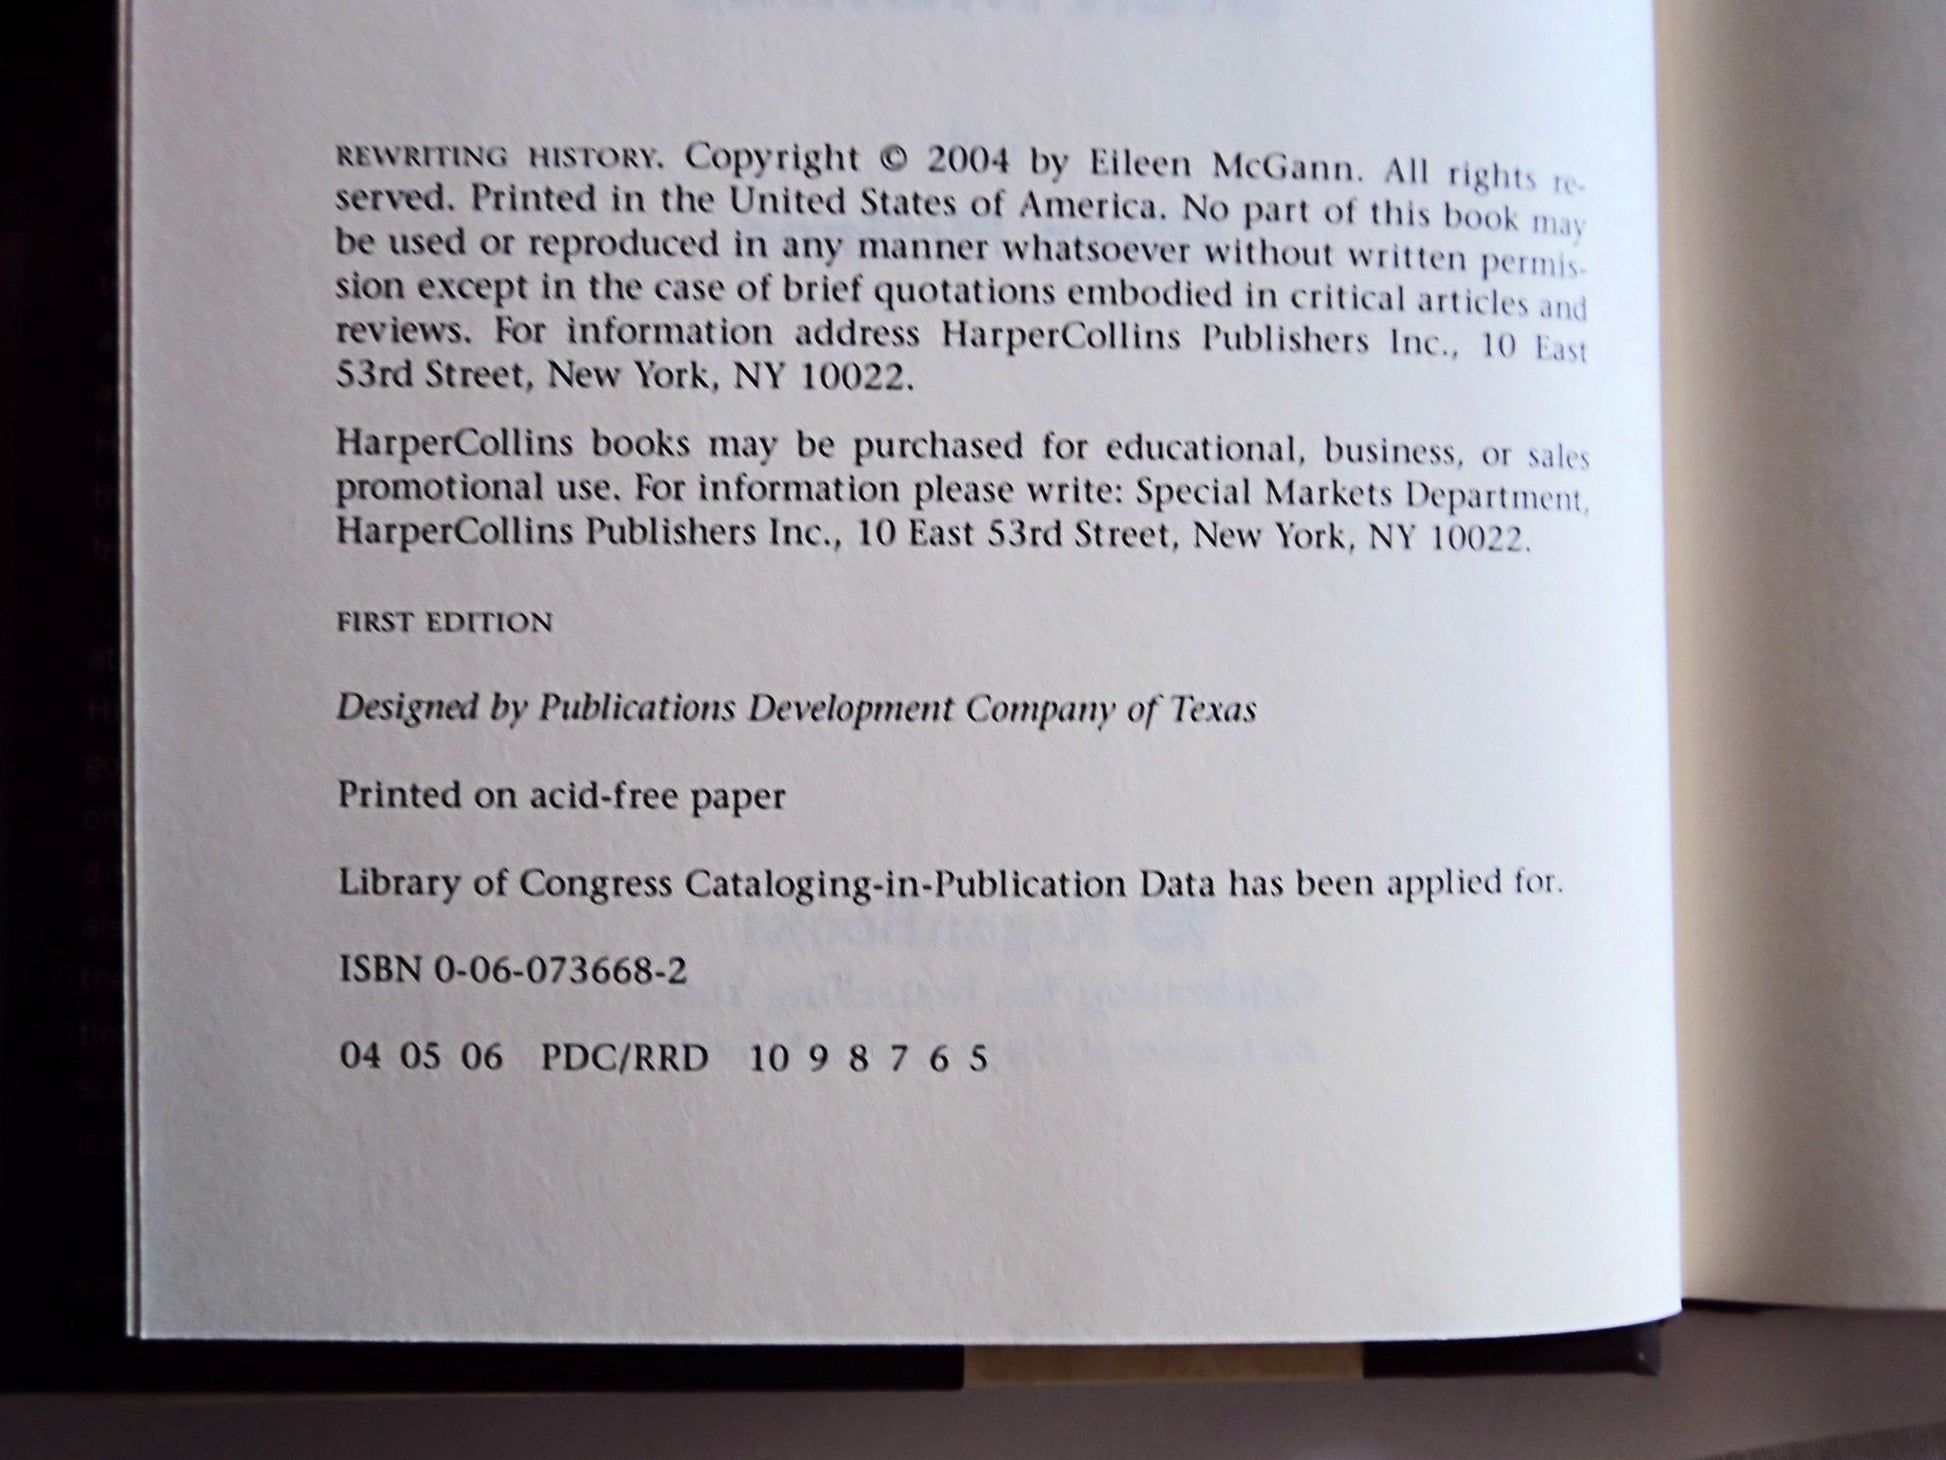 REWRITING HISTORY. Copyright © 2004 by Eileen McGann. All rights re-
served. Printed in the United States of America. No part of this book may
be used or reproduced in any manner whatsoever without written permis-
sion except in the case of brief quotations embodied in critical articles and
reviews. For information address HarperCollins Publishers Inc., 10 East
53rd Street, New York, NY 10022.
HarperCollins books may be purchased for educational, business, or sales
promotional use. For information please write: Special Markets Department,
HarperCollins Publishers Inc., 10 East 53rd Street, New York, NY 10022.
FIRST EDITION
Designed by Publications Development Company of Texas
Printed on acid-free paper
Library of Congress Cataloging-in-Publication Data has been applied for.
ISBN 0-06-073668-2
04 05 06 PDC/RRD 10 9 8 7 6 5